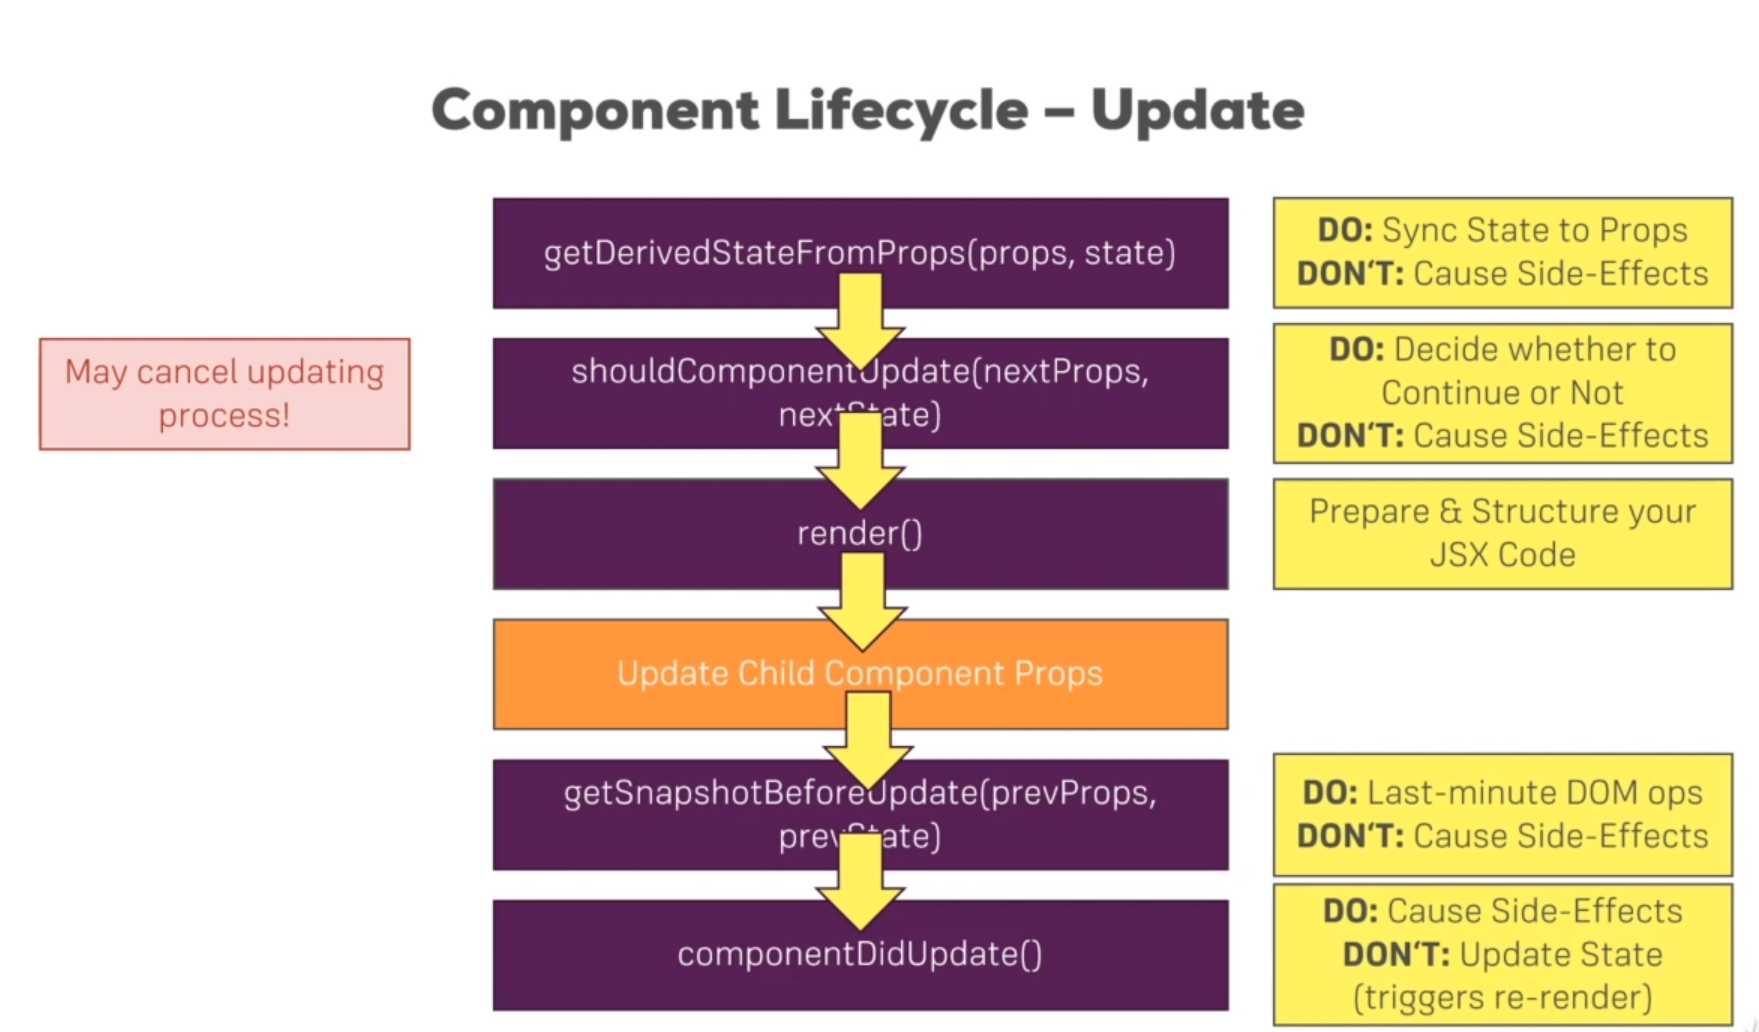 Component Lifecycle – Update
getDerivedStateFromProps(props, state)
DO: Sync State to Props
DON‘T: Cause Side-Effects
May cancel updating
process!
shouldComponentUpdate(nextProps,
nextState)
DO: Decide whether to
Continue or Not
DON‘T: Cause Side-Effects
render()
Prepare & Structure your
JSX Code
Update Child Component Props
getSnapshotBeforeUpdate(prevProps,
prevState)
DO: Last-minute DOM ops
DON‘T: Cause Side-Effects
componentDidUpdate()
DO: Cause Side-Effects
DON‘T: Update State
(triggers re-render)